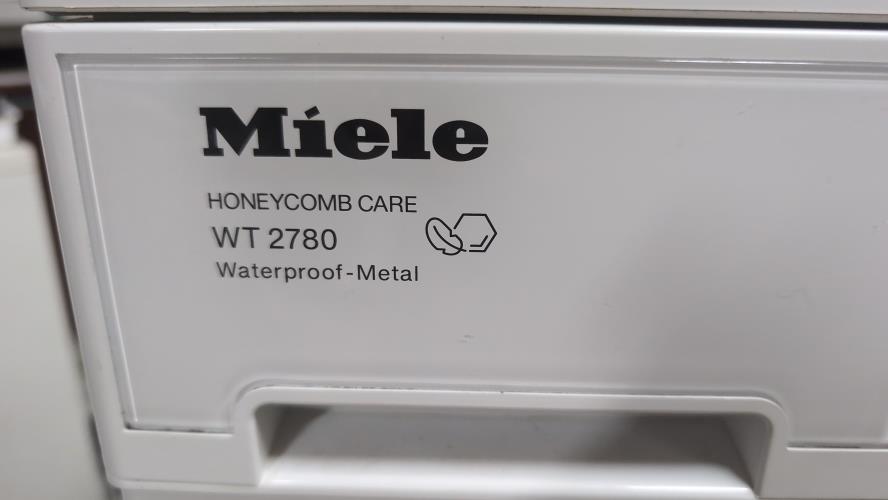 Miele
HONEYCOMB CARE
WT 2780
Waterproof-Metal